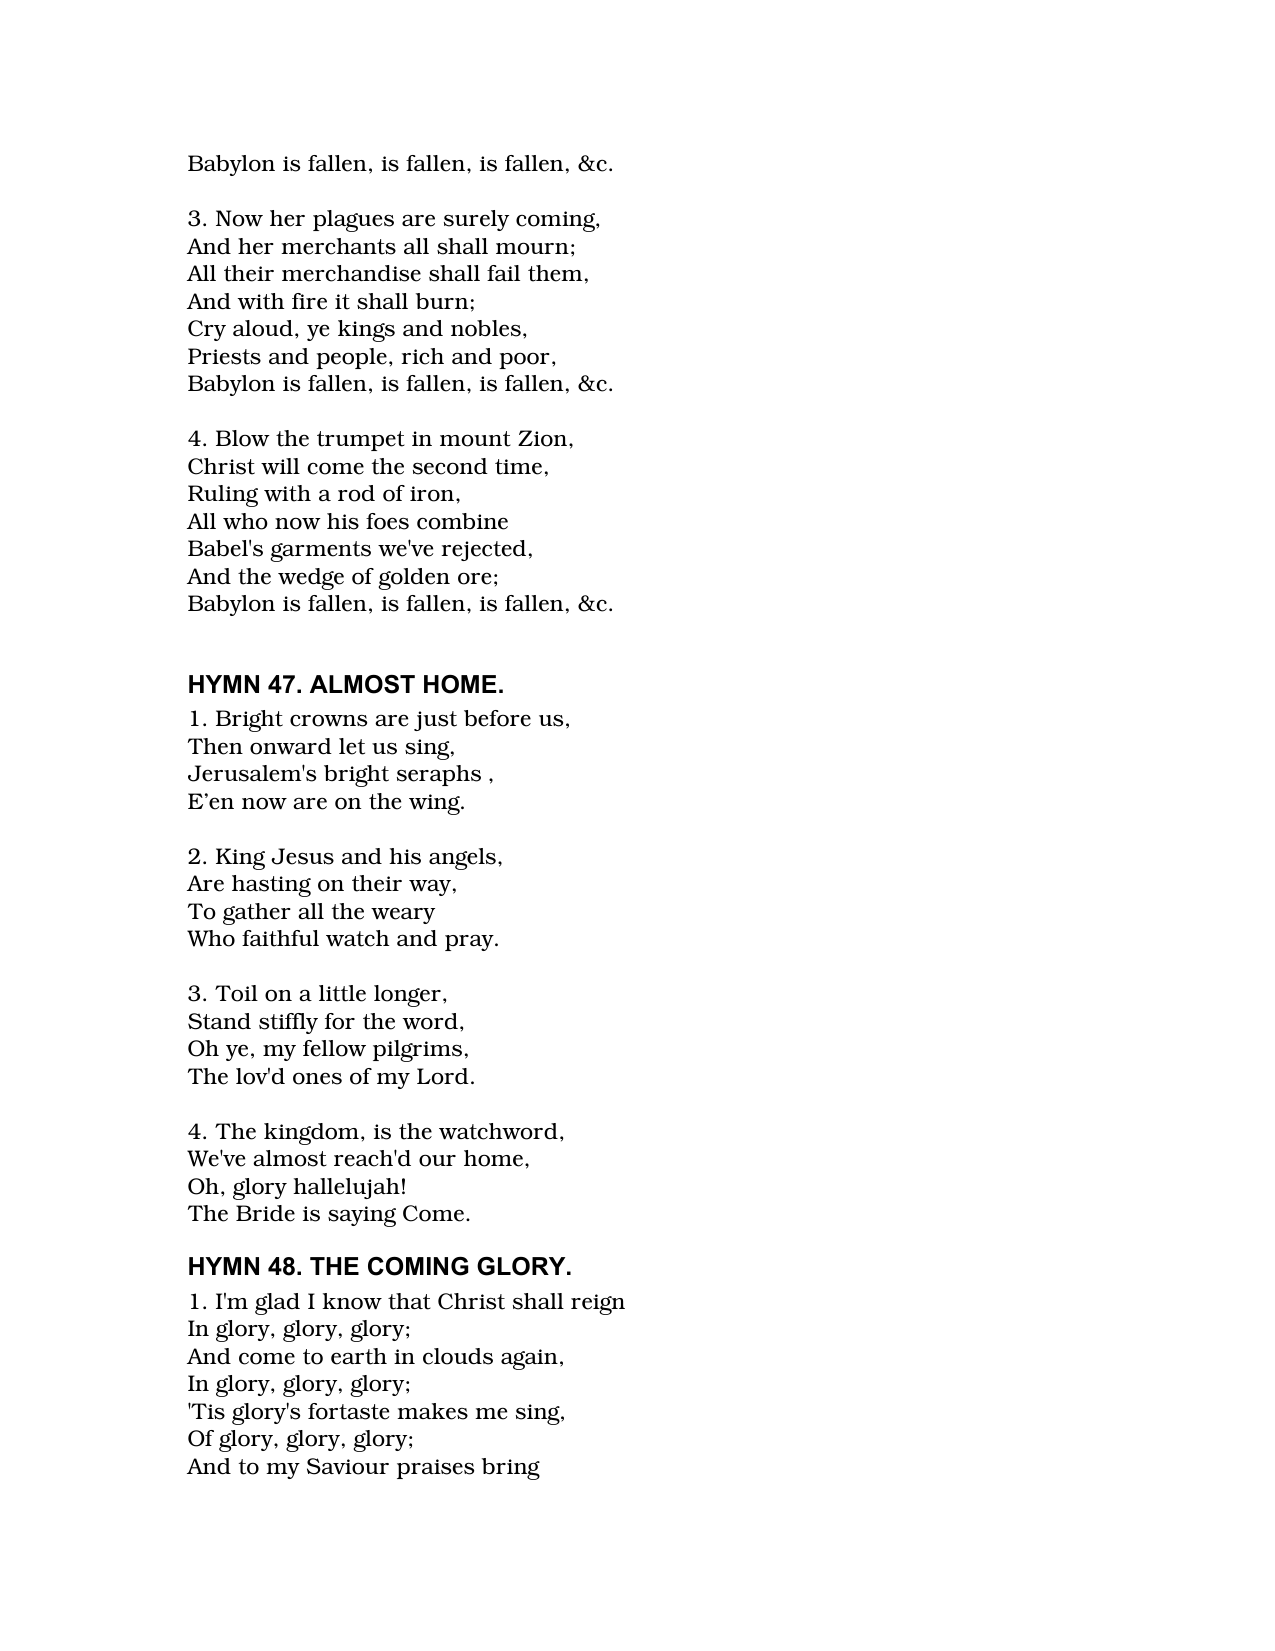 Babylon is fallen, is fallen, is fallen, &c.
3. Now her plagues are surely coming,
And her merchants all shall mourn;
All their merchandise shall fail them,
And with fire it shall burn;
Cry aloud, ye kings and nobles,
Priests and people, rich and poor,
Babylon is fallen, is fallen, is fallen, &c.
4. Blow the trumpet in mount Zion,
Christ will come the second time,
Ruling with a rod of iron,
All who now his foes combine
Babel's garments we've rejected,
And the wedge of golden ore;
Babylon is fallen, is fallen, is fallen, &c.
HYMN 47. ALMOST HOME.
1. Bright crowns are just before us,
Then onward let us sing,
Jerusalem's bright seraphs ,
E’en now are on the wing.
2. King Jesus and his angels,
Are hasting on their way,
To gather all the weary
Who faithful watch and pray.
3. Toil on a little longer,
Stand stiffly for the word,
Oh ye, my fellow pilgrims,
The lov'd ones of my Lord.
4. The kingdom, is the watchword,
We've almost reach'd our home,
Oh, glory hallelujah!
The Bride is saying Come.
HYMN 48. THE COMING GLORY.
1. I'm glad I know that Christ shall reign
In glory, glory, glory;
And come to earth in clouds again,
In glory, glory, glory;
'Tis glory's fortaste makes me sing,
Of glory, glory, glory;
And to my Saviour praises bring